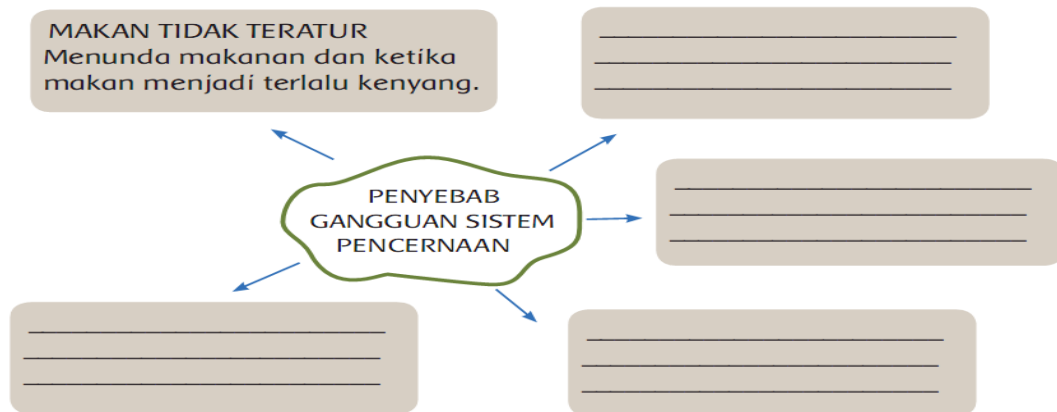 MAKAN TIDAK TERATUR
Menunda makanan dan ketika
makan menjadi terlalu kenyang.
PENYEBAB
GANGGUAN SISTEM
PENCERNAAN